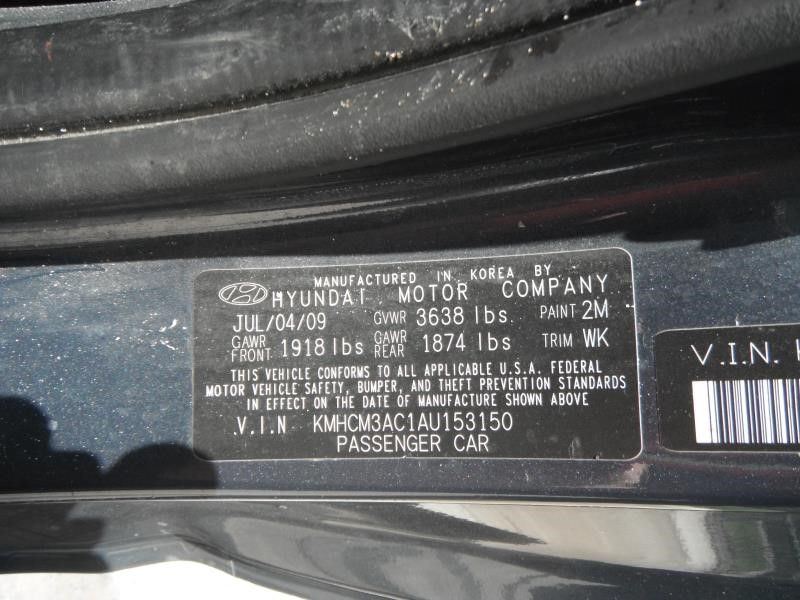 MANUFACTURED IN KOREA BY
HYUNDAI MOTOR COMPANY
JUL/04/09 GVWR 3638 lbs. PAINT 2M
GAWR FRONT 1918 lbs GAWR REAR 1874 lbs TRIM WK
THIS VEHICLE CONFORMS TO ALL APPLICABLE U.S.A. FEDERAL
MOTOR VEHICLE SAFETY, BUMPER, AND THEFT PREVENTION STANDARDS
IN EFFECT ON THE DATE OF MANUFACTURE SHOWN ABOVE
V.I.N KMHCM3AC1AU153150
PASSENGER CAR
V.I.N.